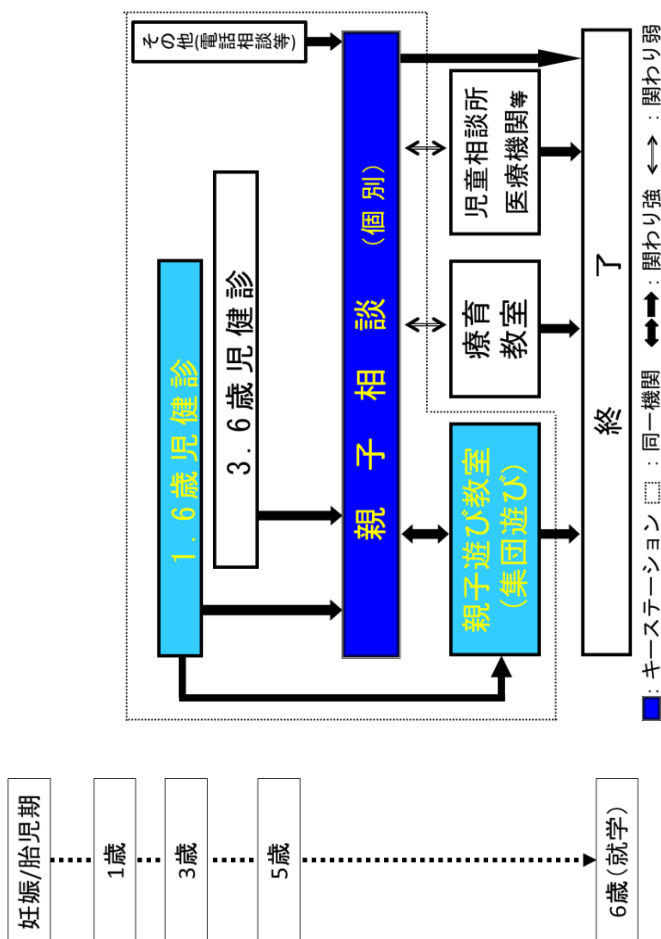 妊娠/胎児期
1歳
3歳
5歳
6歳(就学)
1.6歳児健診
3.6歳児健診
その他(電話
相談等)
親 子 相 談 (個 別)
親子遊び教室
(集団遊び)
療育
教室
児童相談所
医療機関等
終 了
: キーステーション : 同一機関 : 関わり強 : 関わり弱